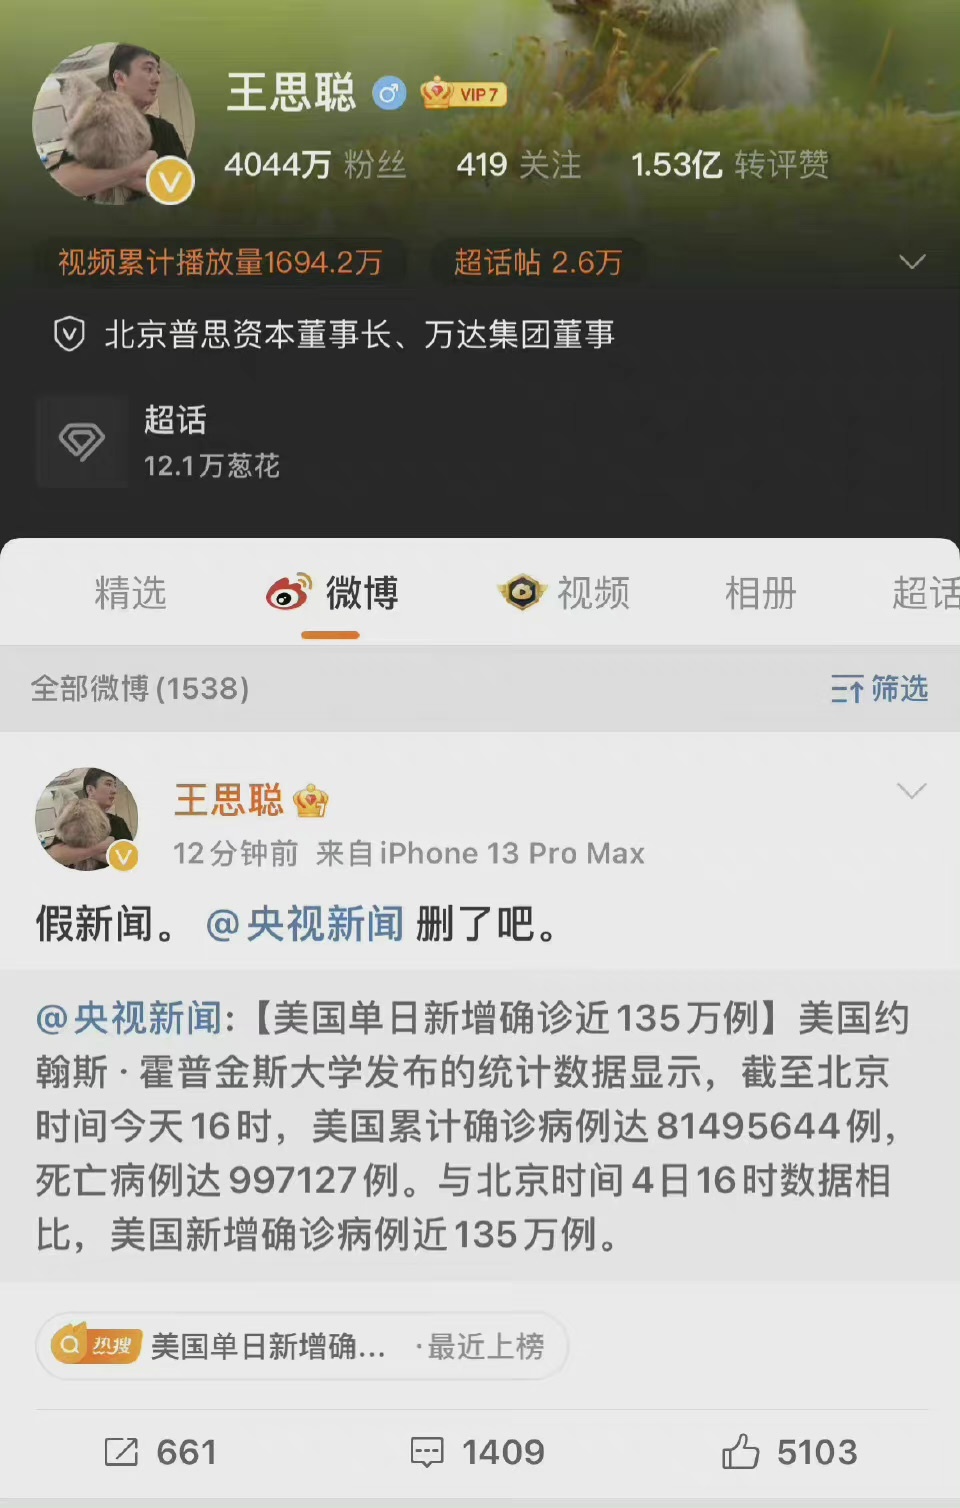 王思聪 VIP 7
4044万 粉丝 419 关注 1.53亿 转评赞
视频累计播放量1694.2万 超话帖 2.6万
北京普思资本董事长、万达集团董事
超话
12.1万葱花
精选 微博 视频 相册 超话
全部微博(1538) 筛选
王思聪
12分钟前 来自iPhone 13 Pro Max
假新闻。@央视新闻 删了吧。
@央视新闻:【美国单日新增确诊近135万例】美国约
翰斯·霍普金斯大学发布的统计数据显示，截至北京
时间今天16时，美国累计确诊病例达81495644例，
死亡病例达997127例。与北京时间4日16时数据相
比，美国新增确诊病例近135万例。
热搜 美国单日新增确... ·最近上榜
661 1409 5103